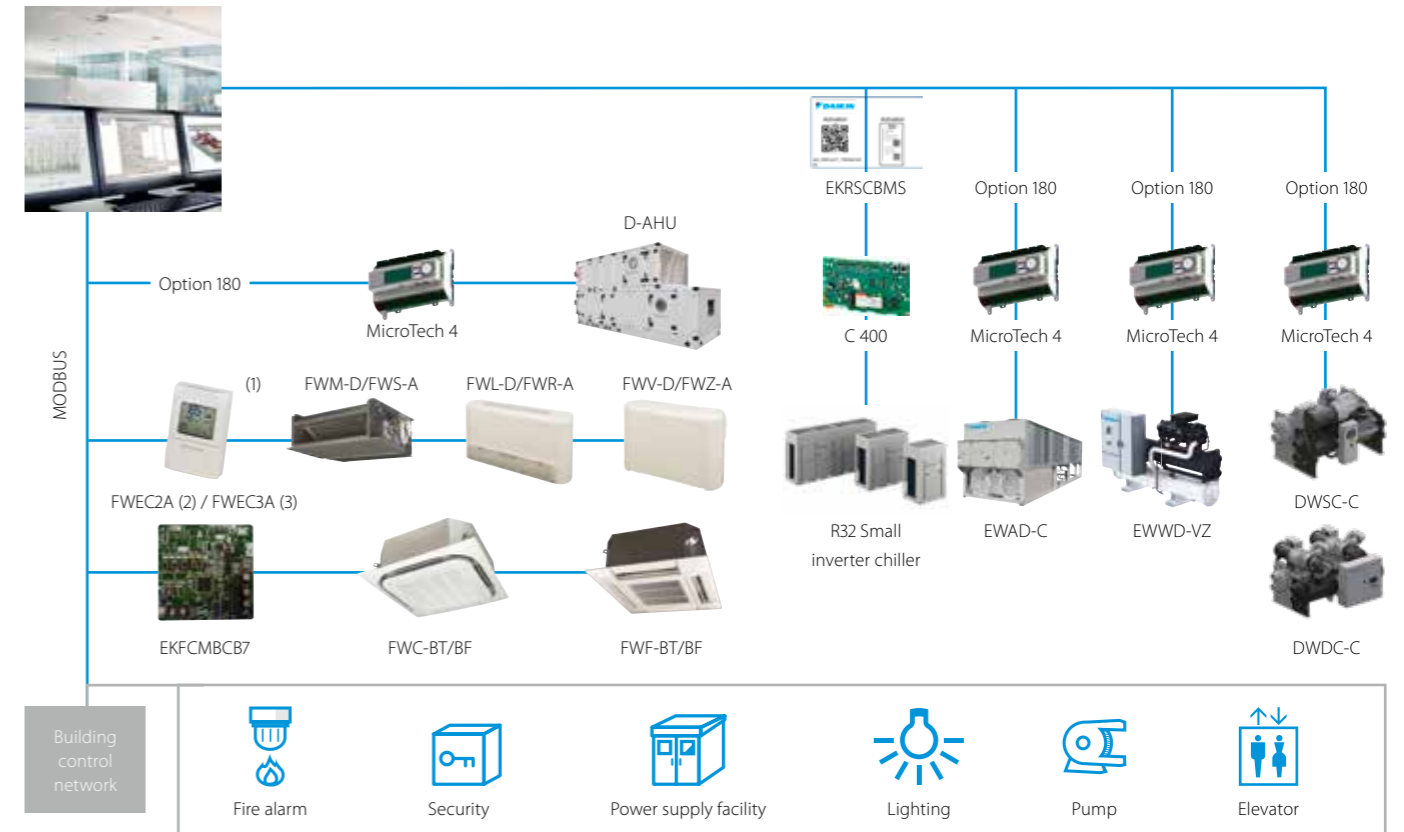 DAIKIN
EKRSCBMS
Option 180
Option 180
Option 180
D-AHU
Option 180
MicroTech 4
C 400
MicroTech 4
MicroTech 4
MicroTech 4
MODBUS
(1)
FWM-D/FWS-A
FWL-D/FWR-A
FWV-D/FWZ-A
FWEC2A (2) / FWEC3A (3)
R32 Small
inverter chiller
EWAD-C
EWWD-VZ
DWSC-C
EKFCMBCB7
FWC-BT/BF
FWF-BT/BF
DWDC-C
Building
control
network
Fire alarm
Security
Power supply facility
Lighting
Pump
Elevator